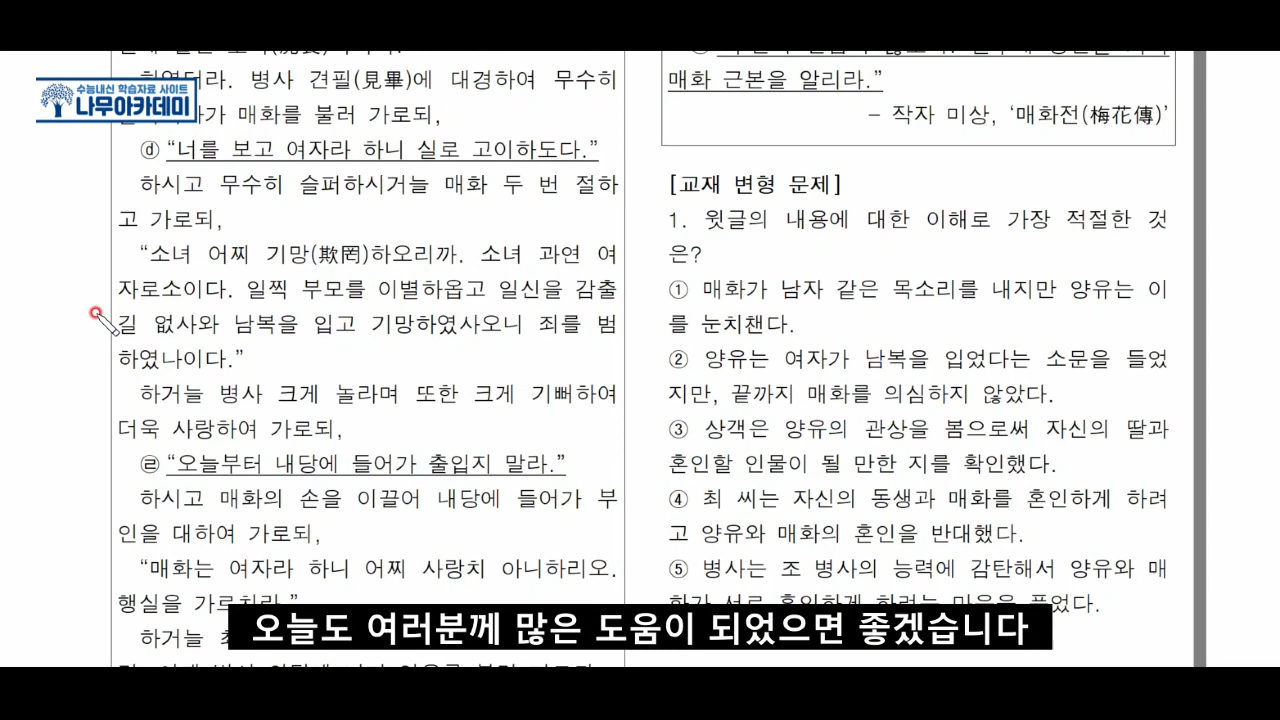 수능내신 학습자료 사이트
나무아카데미
하였더라. 병사 견필(見畢)에 대경하여 무수히
가 매화를 불러 가로되,
ⓓ “너를 보고 여자라 하니 실로 고이하도다.”
하시고 무수히 슬퍼하시거늘 매화 두 번 절하
고 가로되,
“소녀 어찌 기망(欺罔)하오리까. 소녀 과연 여
자로소이다. 일찍 부모를 이별하옵고 일신을 감출
길 없사와 남복을 입고 기망하였사오니 죄를 범
하였나이다.”
하거늘 병사 크게 놀라며 또한 크게 기뻐하여
더욱 사랑하여 가로되,
㉣ “오늘부터 내당에 들어가 출입지 말라.”
하시고 매화의 손을 이끌어 내당에 들어가 부
인을 대하여 가로되,
“매화는 여자라 하니 어찌 사랑치 아니하리오.
행실을 가르치라.”
하거늘
매화 근본을 알리라.”
- 작자 미상, ‘매화전(梅花傳)’
[교재 변형 문제]
1. 윗글의 내용에 대한 이해로 가장 적절한 것
은?
① 매화가 남자 같은 목소리를 내지만 양유는 이
를 눈치챈다.
② 양유는 여자가 남복을 입었다는 소문을 들었
지만, 끝까지 매화를 의심하지 않았다.
③ 상객은 양유의 관상을 봄으로써 자신의 딸과
혼인할 인물이 될 만한 지를 확인했다.
④ 최 씨는 자신의 동생과 매화를 혼인하게 하려
고 양유와 매화의 혼인을 반대했다.
⑤ 병사는 조 병사의 능력에 감탄해서 양유와 매
화가 서로 혼인하게 하려는 마음을 품었다.
오늘도 여러분께 많은 도움이 되었으면 좋겠습니다